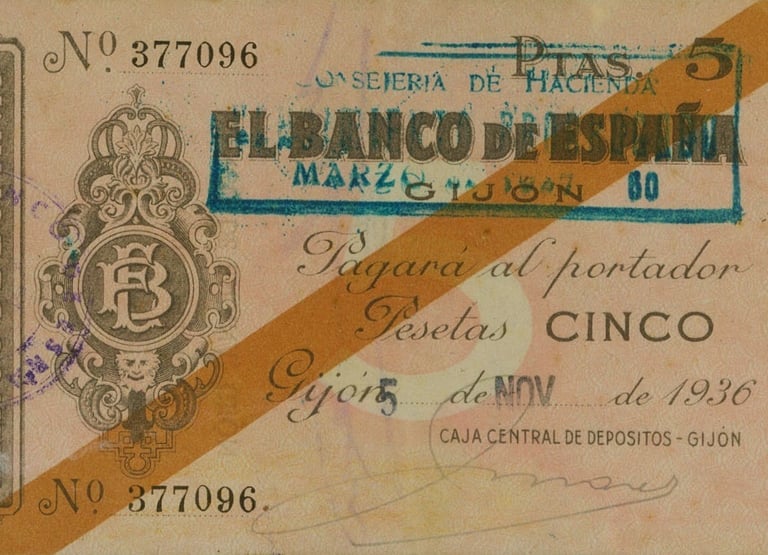 Nº 377096
PTAS. 5
CONSEJERIA DE HACIENDA
EL BANCO DE ESPAÑA
MARZO
60
GIJON
Pagará al portador
Pesetas CINCO
Gijón 5 de NOV de 1936
CAJA CENTRAL DE DEPOSITOS - GIJÓN
Nº 377096.